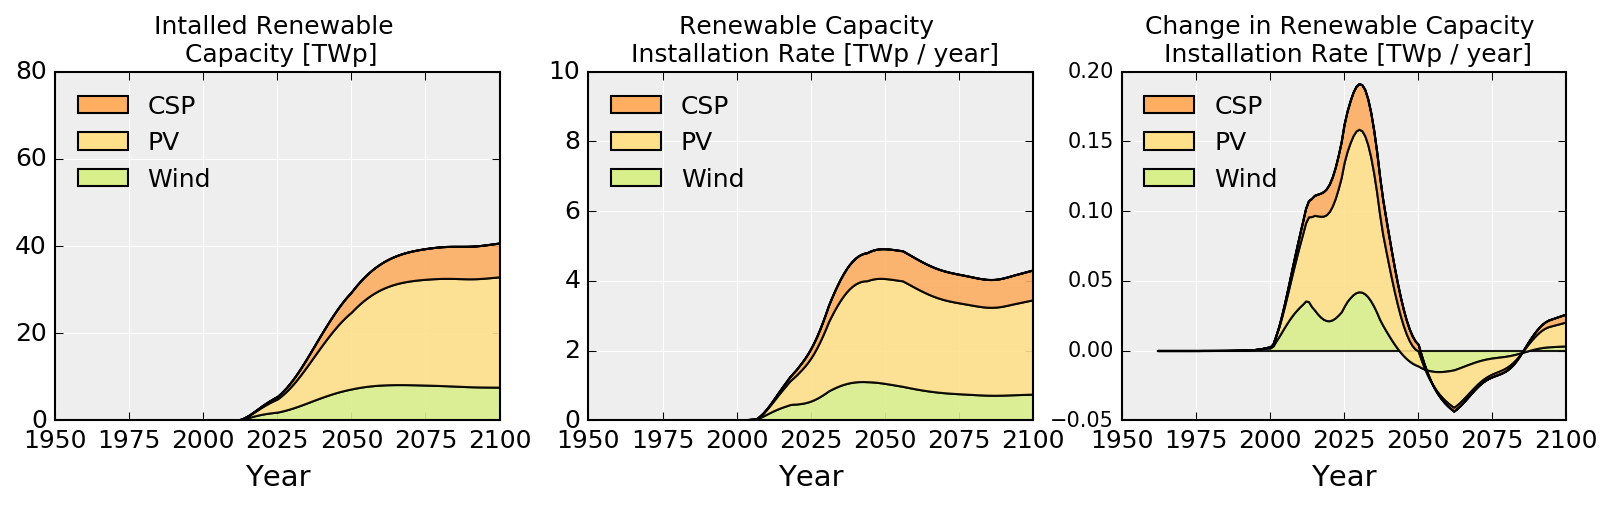 Intalled Renewable
Capacity [TWp]
80
60
40
20
0
CSP
PV
Wind
1950 1975 2000 2025 2050 2075 2100
Year
Renewable Capacity
Installation Rate [TWp / year]
10
8
6
4
2
0
CSP
PV
Wind
1950 1975 2000 2025 2050 2075 2100
Year
Change in Renewable Capacity
Installation Rate [TWp / year]
0.20
0.15
0.10
0.05
0.00
−0.05
CSP
PV
Wind
1950 1975 2000 2025 2050 2075 2100
Year